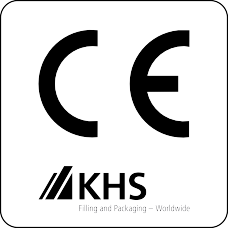 CE
KHS
Filling and Packaging – Worldwide